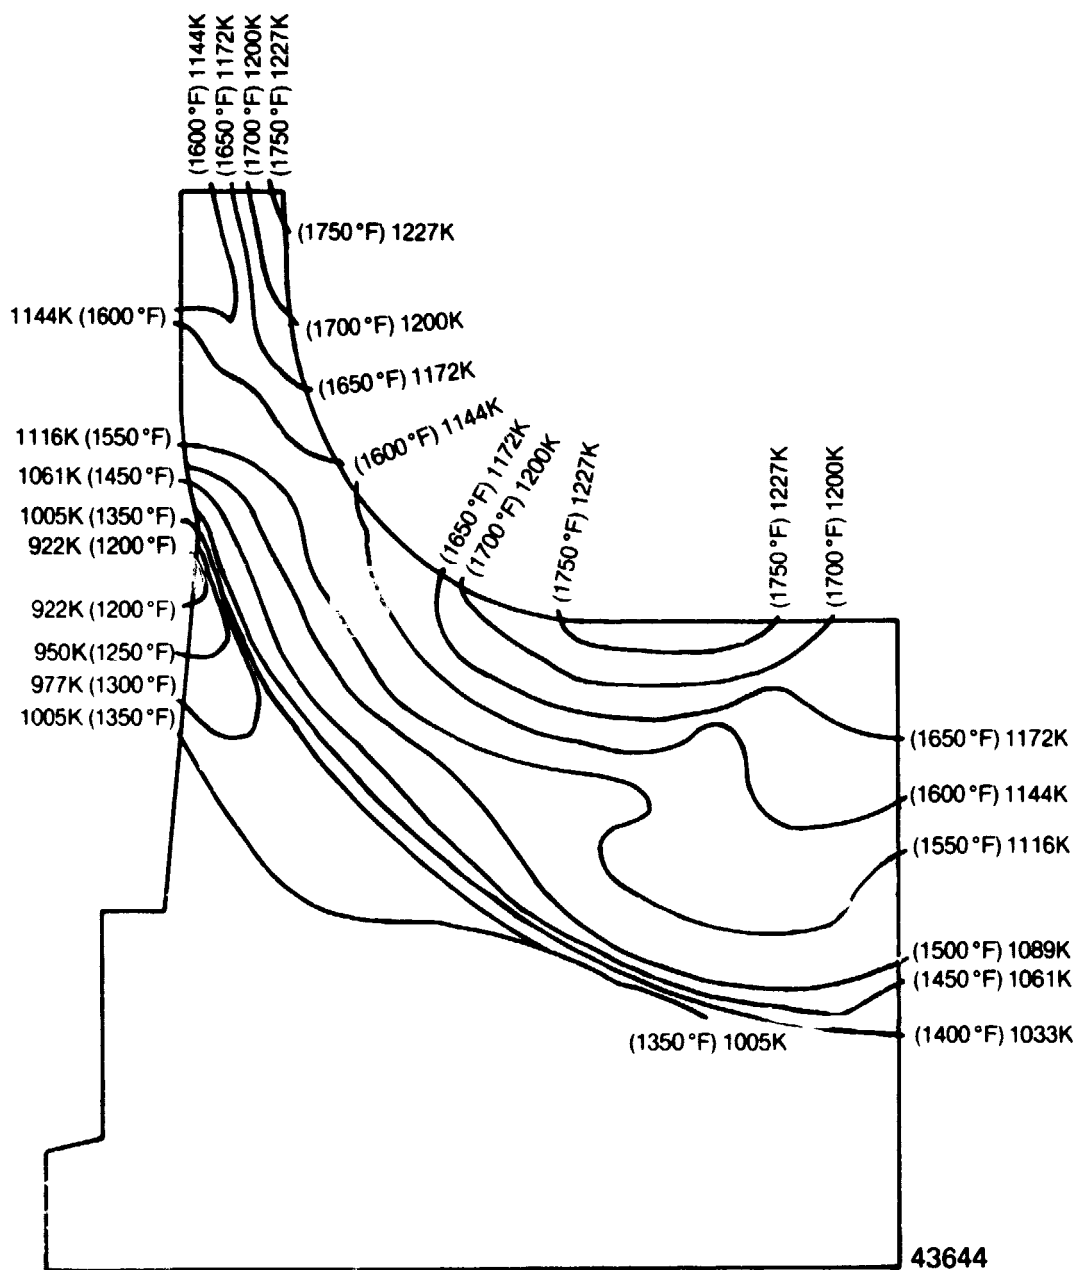 (1600°F) 1144K
(1650°F) 1172K
(1700°F) 1200K
(1750°F) 1227K
(1750°F) 1227K
1144K (1600°F)
(1700°F) 1200K
(1650°F) 1172K
(1600°F) 1144K
1116K (1550°F)
1061K (1450°F)
1005K (1350°F)
922K (1200°F)
922K (1200°F)
950K (1250°F)
977K (1300°F)
1005K (1350°F)
(1650°F) 1172K
(1700°F) 1200K
(1750°F) 1227K
(1750°F) 1227K
(1700°F) 1200K
(1650°F) 1172K
(1600°F) 1144K
(1550°F) 1116K
(1500°F) 1089K
(1450°F) 1061K
(1400°F) 1033K
(1350°F) 1005K
43644